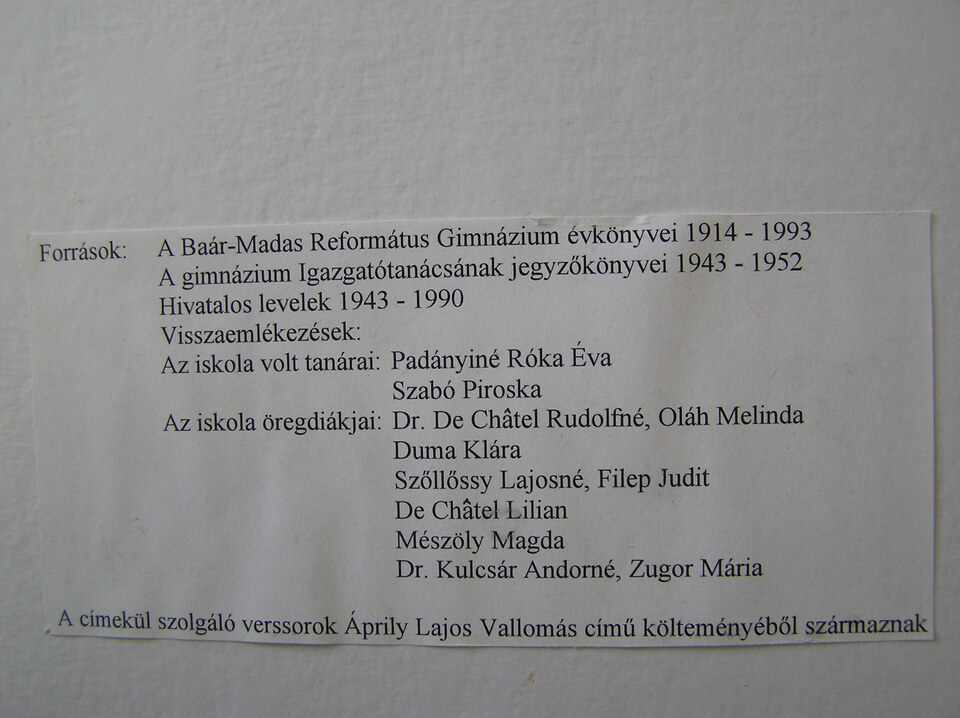 Források: A Baár-Madas Református Gimnázium évkönyvei 1914 - 1993
A gimnázium Igazgatótanácsának jegyzőkönyvei 1943 - 1952
Hivatalos levelek 1943 - 1990
Visszaemlékezések:
Az iskola volt tanárai: Padányiné Róka Éva
Szabó Piroska
Az iskola öregdiákjai: Dr. De Châtel Rudolfné, Oláh Melinda
Duma Klára
Szőllőssy Lajosné, Filep Judit
De Châtel Lilian
Mészöly Magda
Dr. Kulcsár Andorné, Zugor Mária
A címekül szolgáló verssorok Áprily Lajos Vallomás című költeményéből származnak